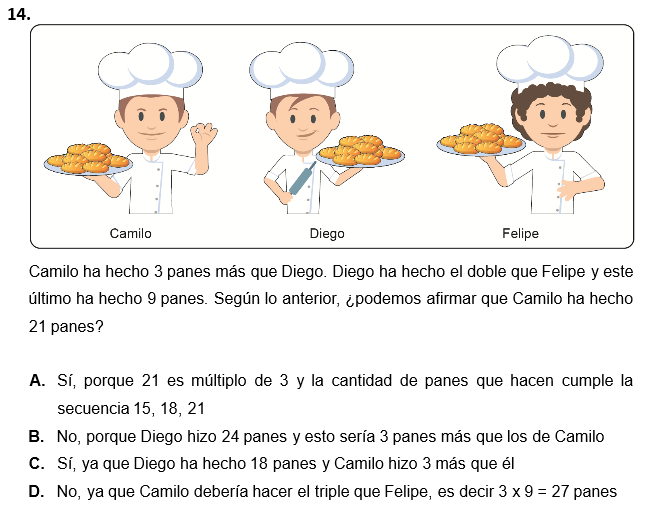 14.
Camilo
Diego
Felipe
Camilo ha hecho 3 panes más que Diego. Diego ha hecho el doble que Felipe y este
último ha hecho 9 panes. Según lo anterior, ¿podemos afirmar que Camilo ha hecho
21 panes?
A. Sí, porque 21 es múltiplo de 3 y la cantidad de panes que hacen cumple la
secuencia 15, 18, 21
B. No, porque Diego hizo 24 panes y esto sería 3 panes más que los de Camilo
C. Sí, ya que Diego ha hecho 18 panes y Camilo hizo 3 más que él
D. No, ya que Camilo debería hacer el triple que Felipe, es decir 3 x 9 = 27 panes